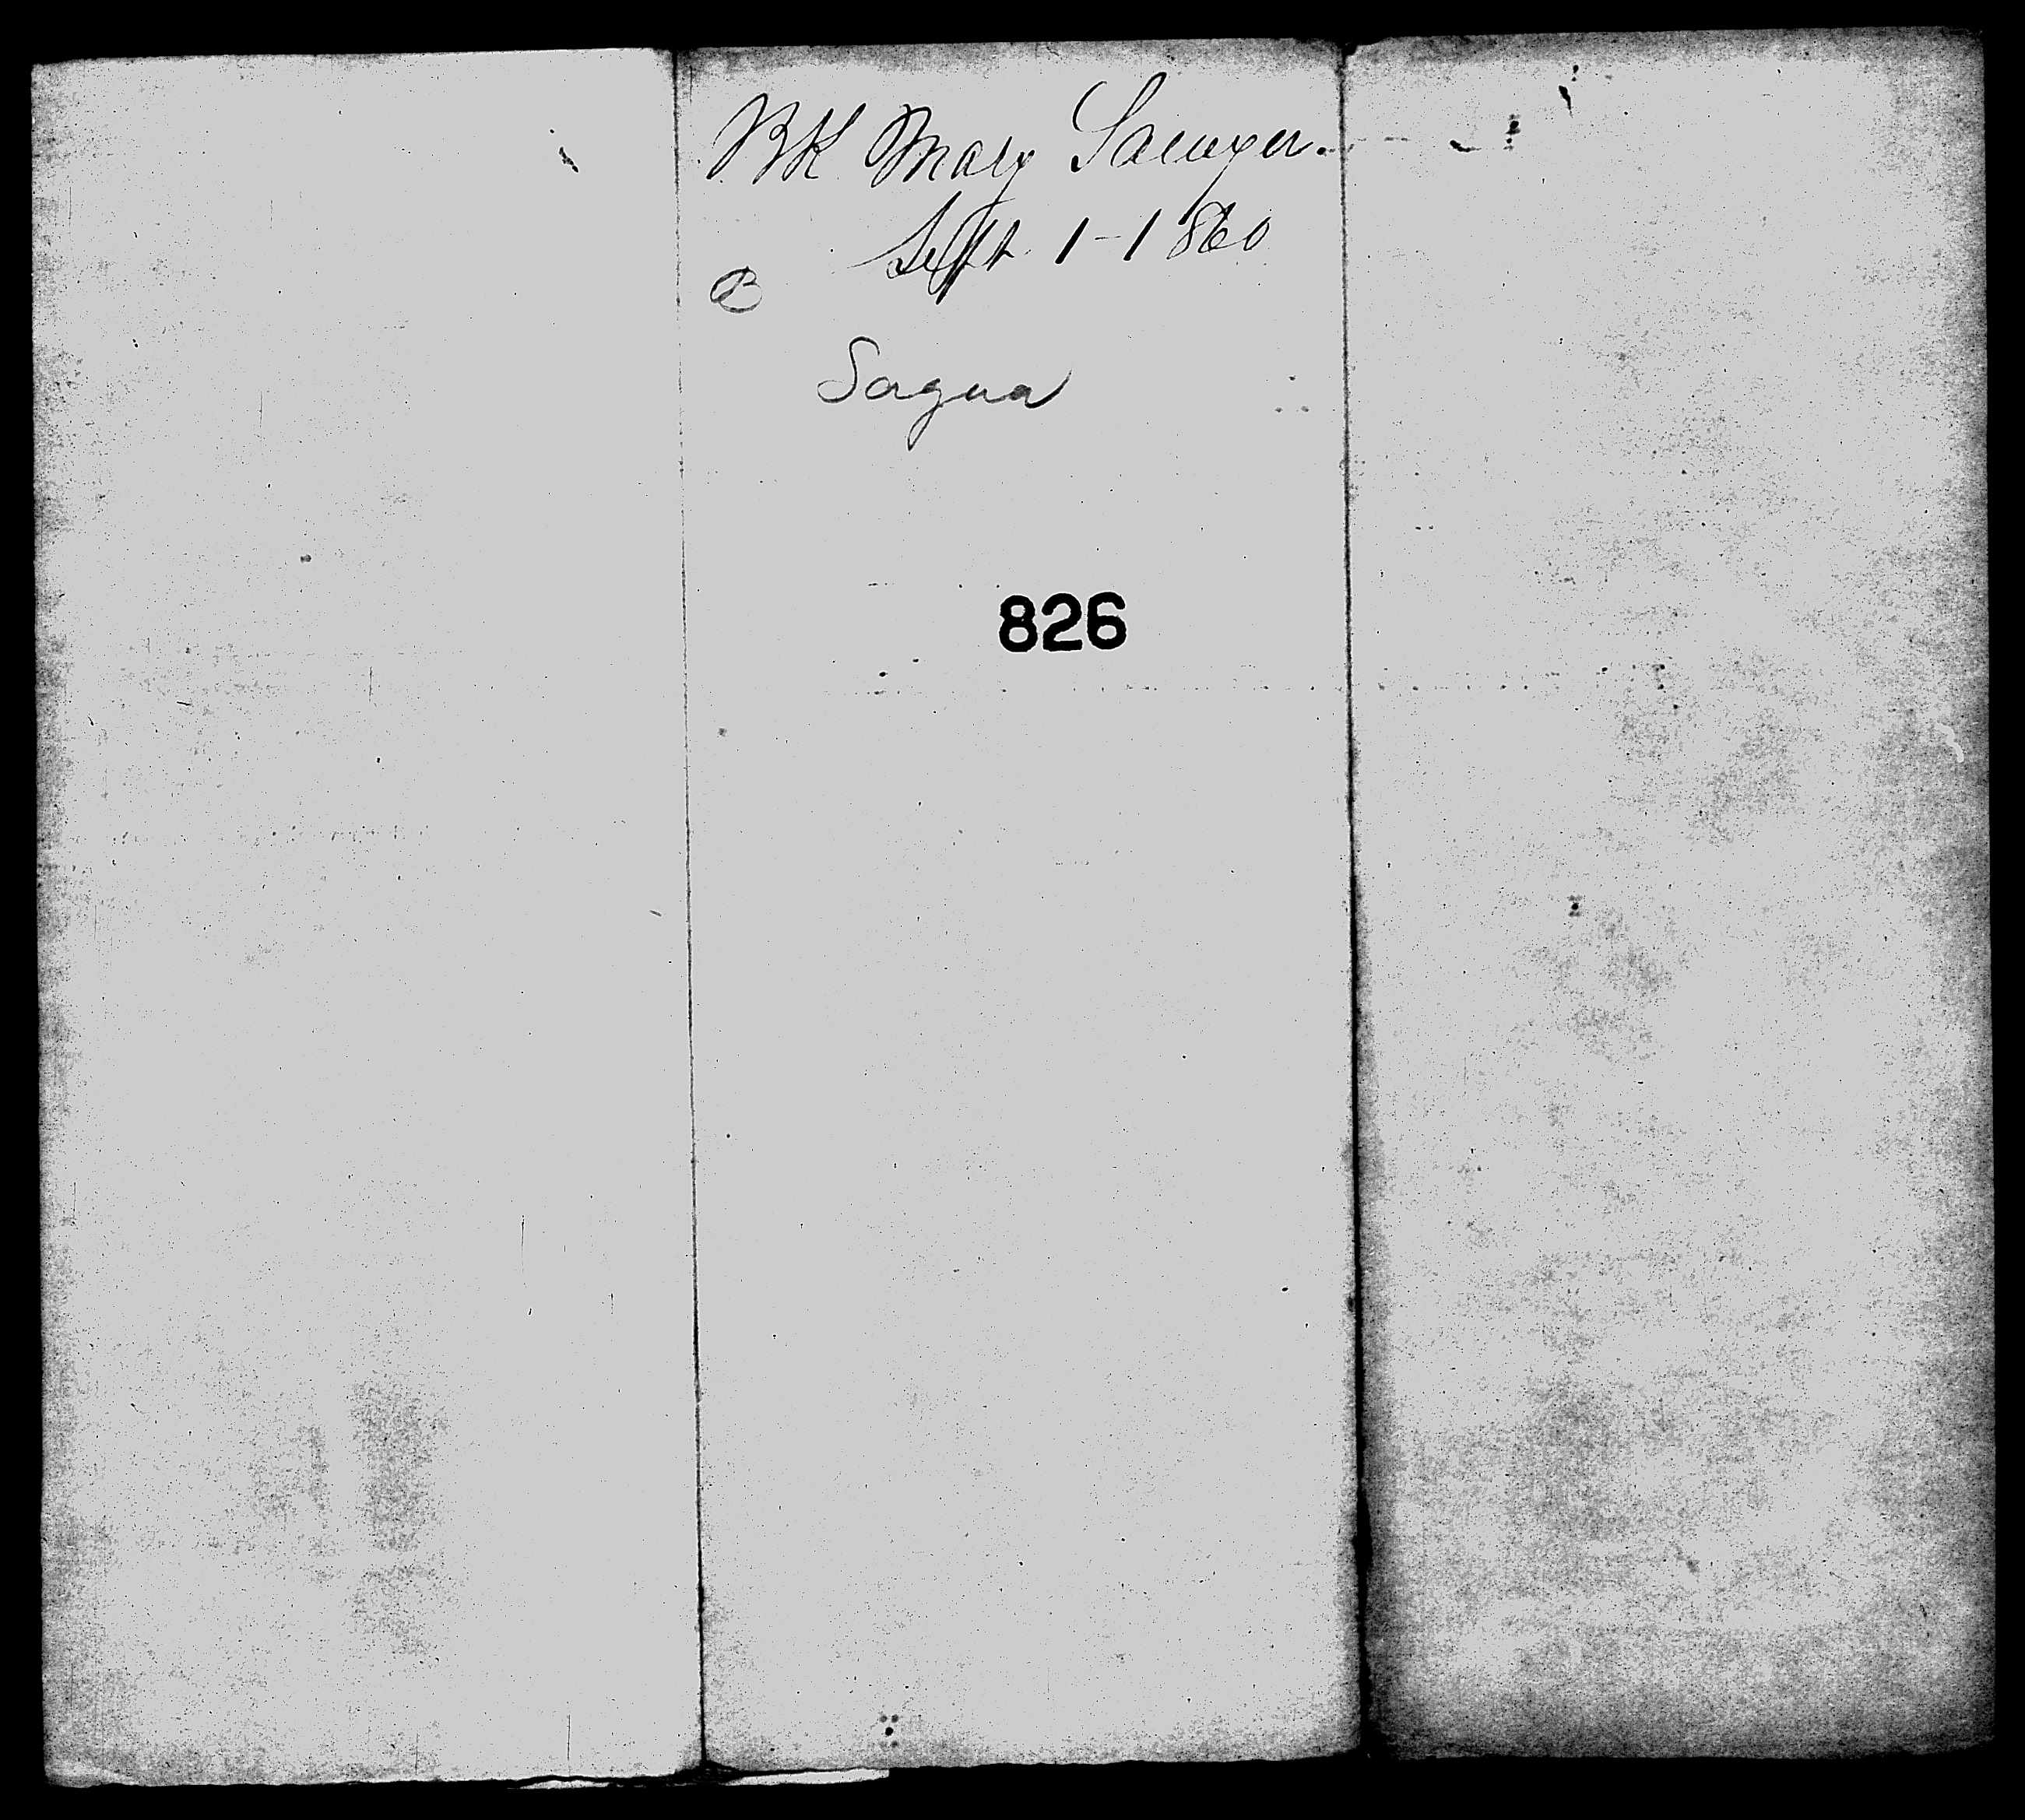 BK Mary Sawyer.
Sept. 1-1860
B
Sagua
826